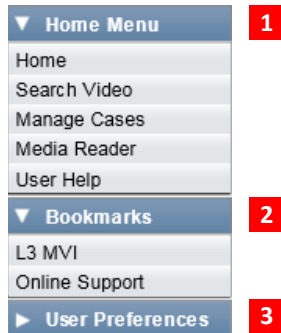 ▼ Home Menu 1
Home
Search Video
Manage Cases
Media Reader
User Help
▼ Bookmarks 2
L3 MVI
Online Support
► User Preferences 3